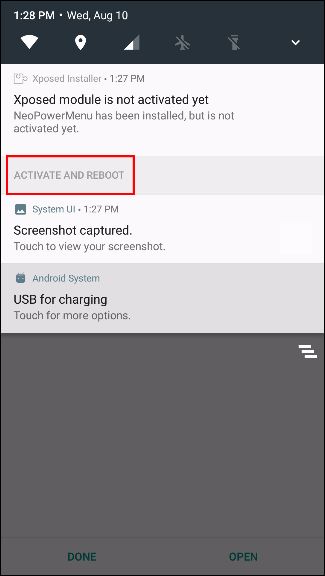 1:28 PM • Wed, Aug 10
Xposed Installer • 1:27 PM
Xposed module is not activated yet
NeoPowerMenu has been installed, but is not
activated yet.
ACTIVATE AND REBOOT
System UI • 1:27 PM
Screenshot captured.
Touch to view your screenshot.
Android System
USB for charging
Touch for more options.
DONE OPEN